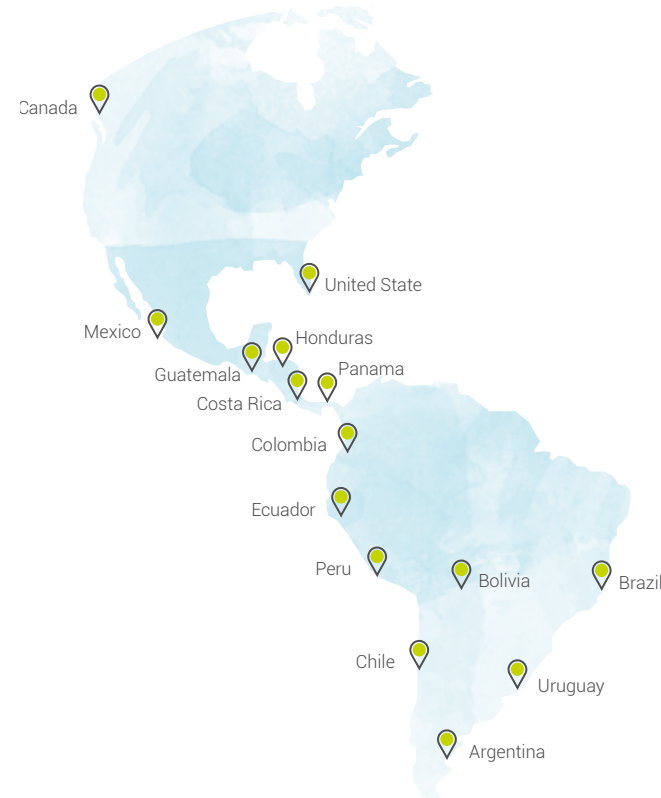 Canada
United State
Mexico
Honduras
Guatemala
Panama
Costa Rica
Colombia
Ecuador
Peru
Bolivia
Brazil
Chile
Uruguay
Argentina